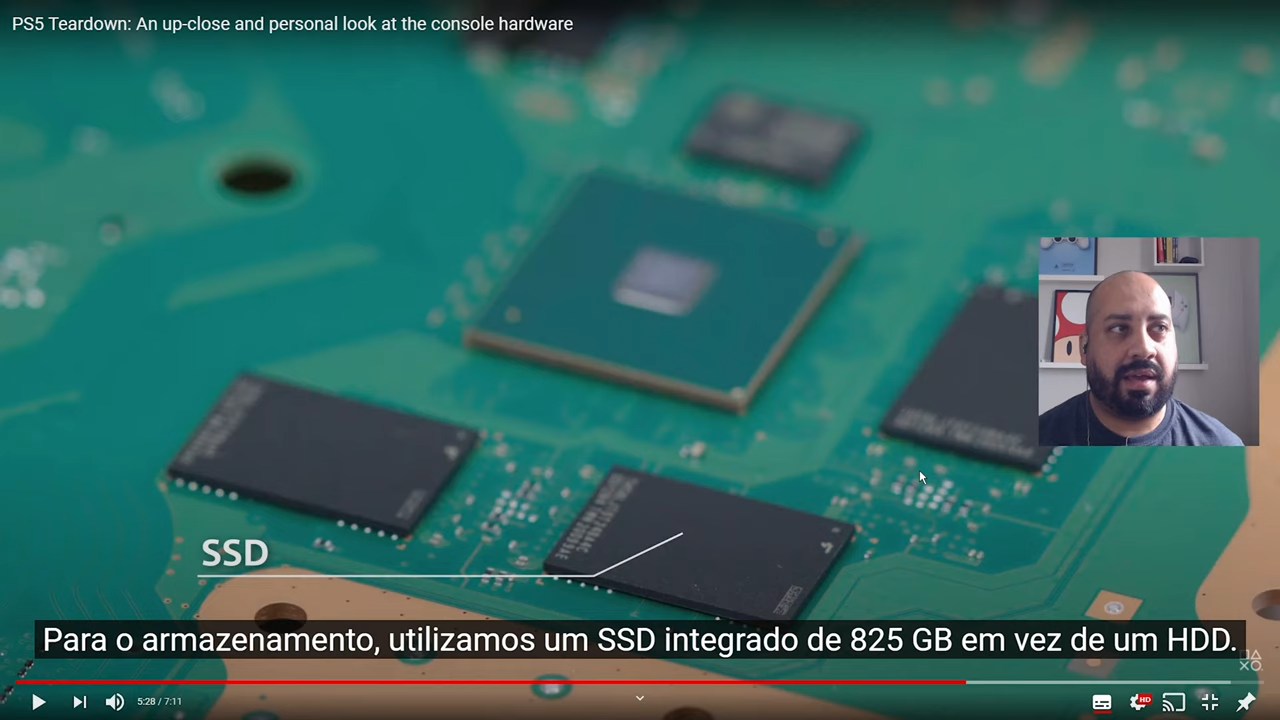 PS5 Teardown: An up-close and personal look at the console hardware
SSD
Para o armazenamento, utilizamos um SSD integrado de 825 GB em vez de um HDD.
5:28 / 7:11
HD